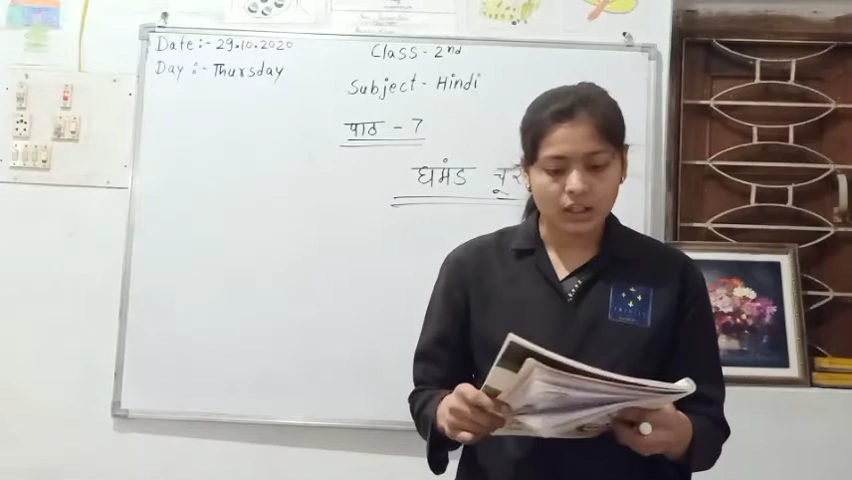 Date:- 29.10.2020
Day :- Thursday
Class - 2nd
Subject - Hindi
पाठ - 7
घमंड